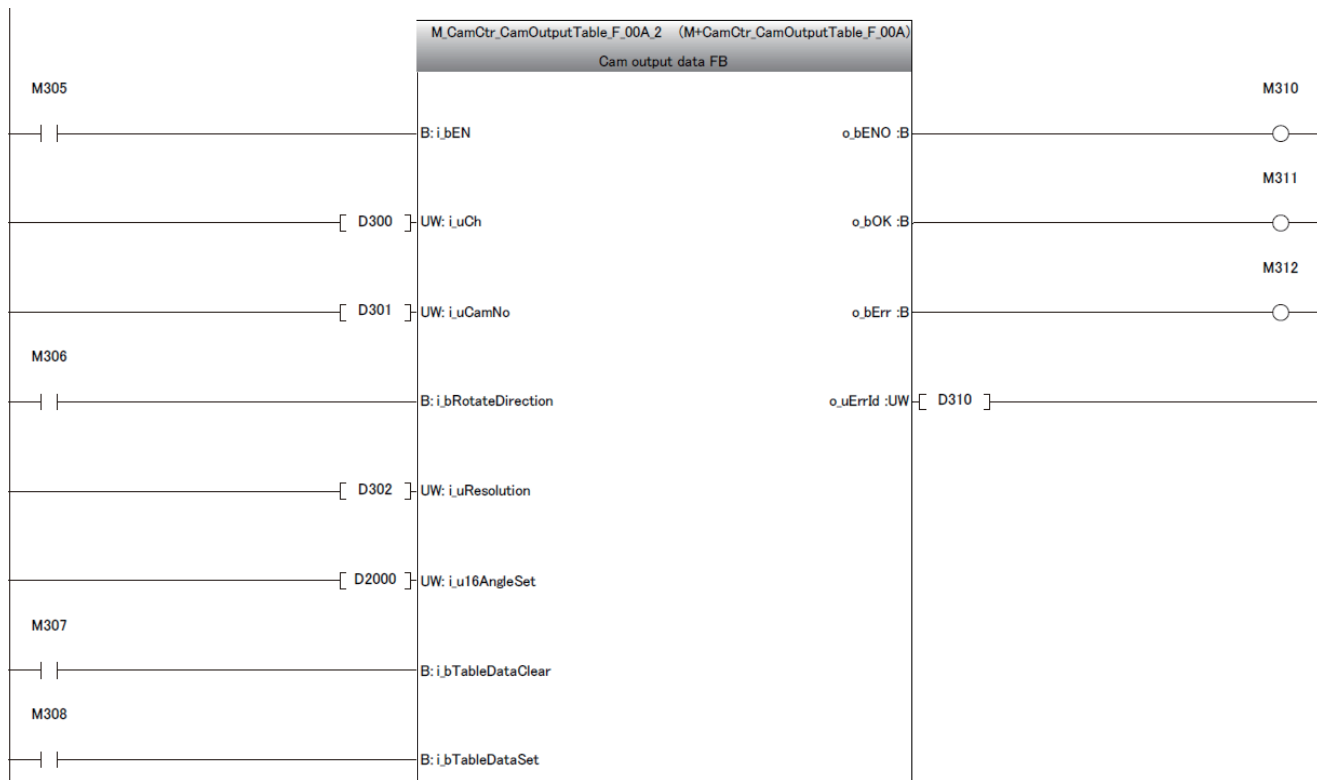 M_CamCtr_CamOutputTable_F_00A_2 (M+CamCtr_CamOutputTable_F_00A)
Cam output data FB
M305 M310
B: i_bEN o_bENO :B
M311
D300 UW: i_uCh o_bOK :B
M312
D301 UW: i_uCamNo o_bErr :B
M306
B: i_bRotateDirection o_uErrId :UW D310
D302 UW: i_uResolution
D2000 UW: i_u16AngleSet
M307
B: i_bTableDataClear
M308
B: i_bTableDataSet